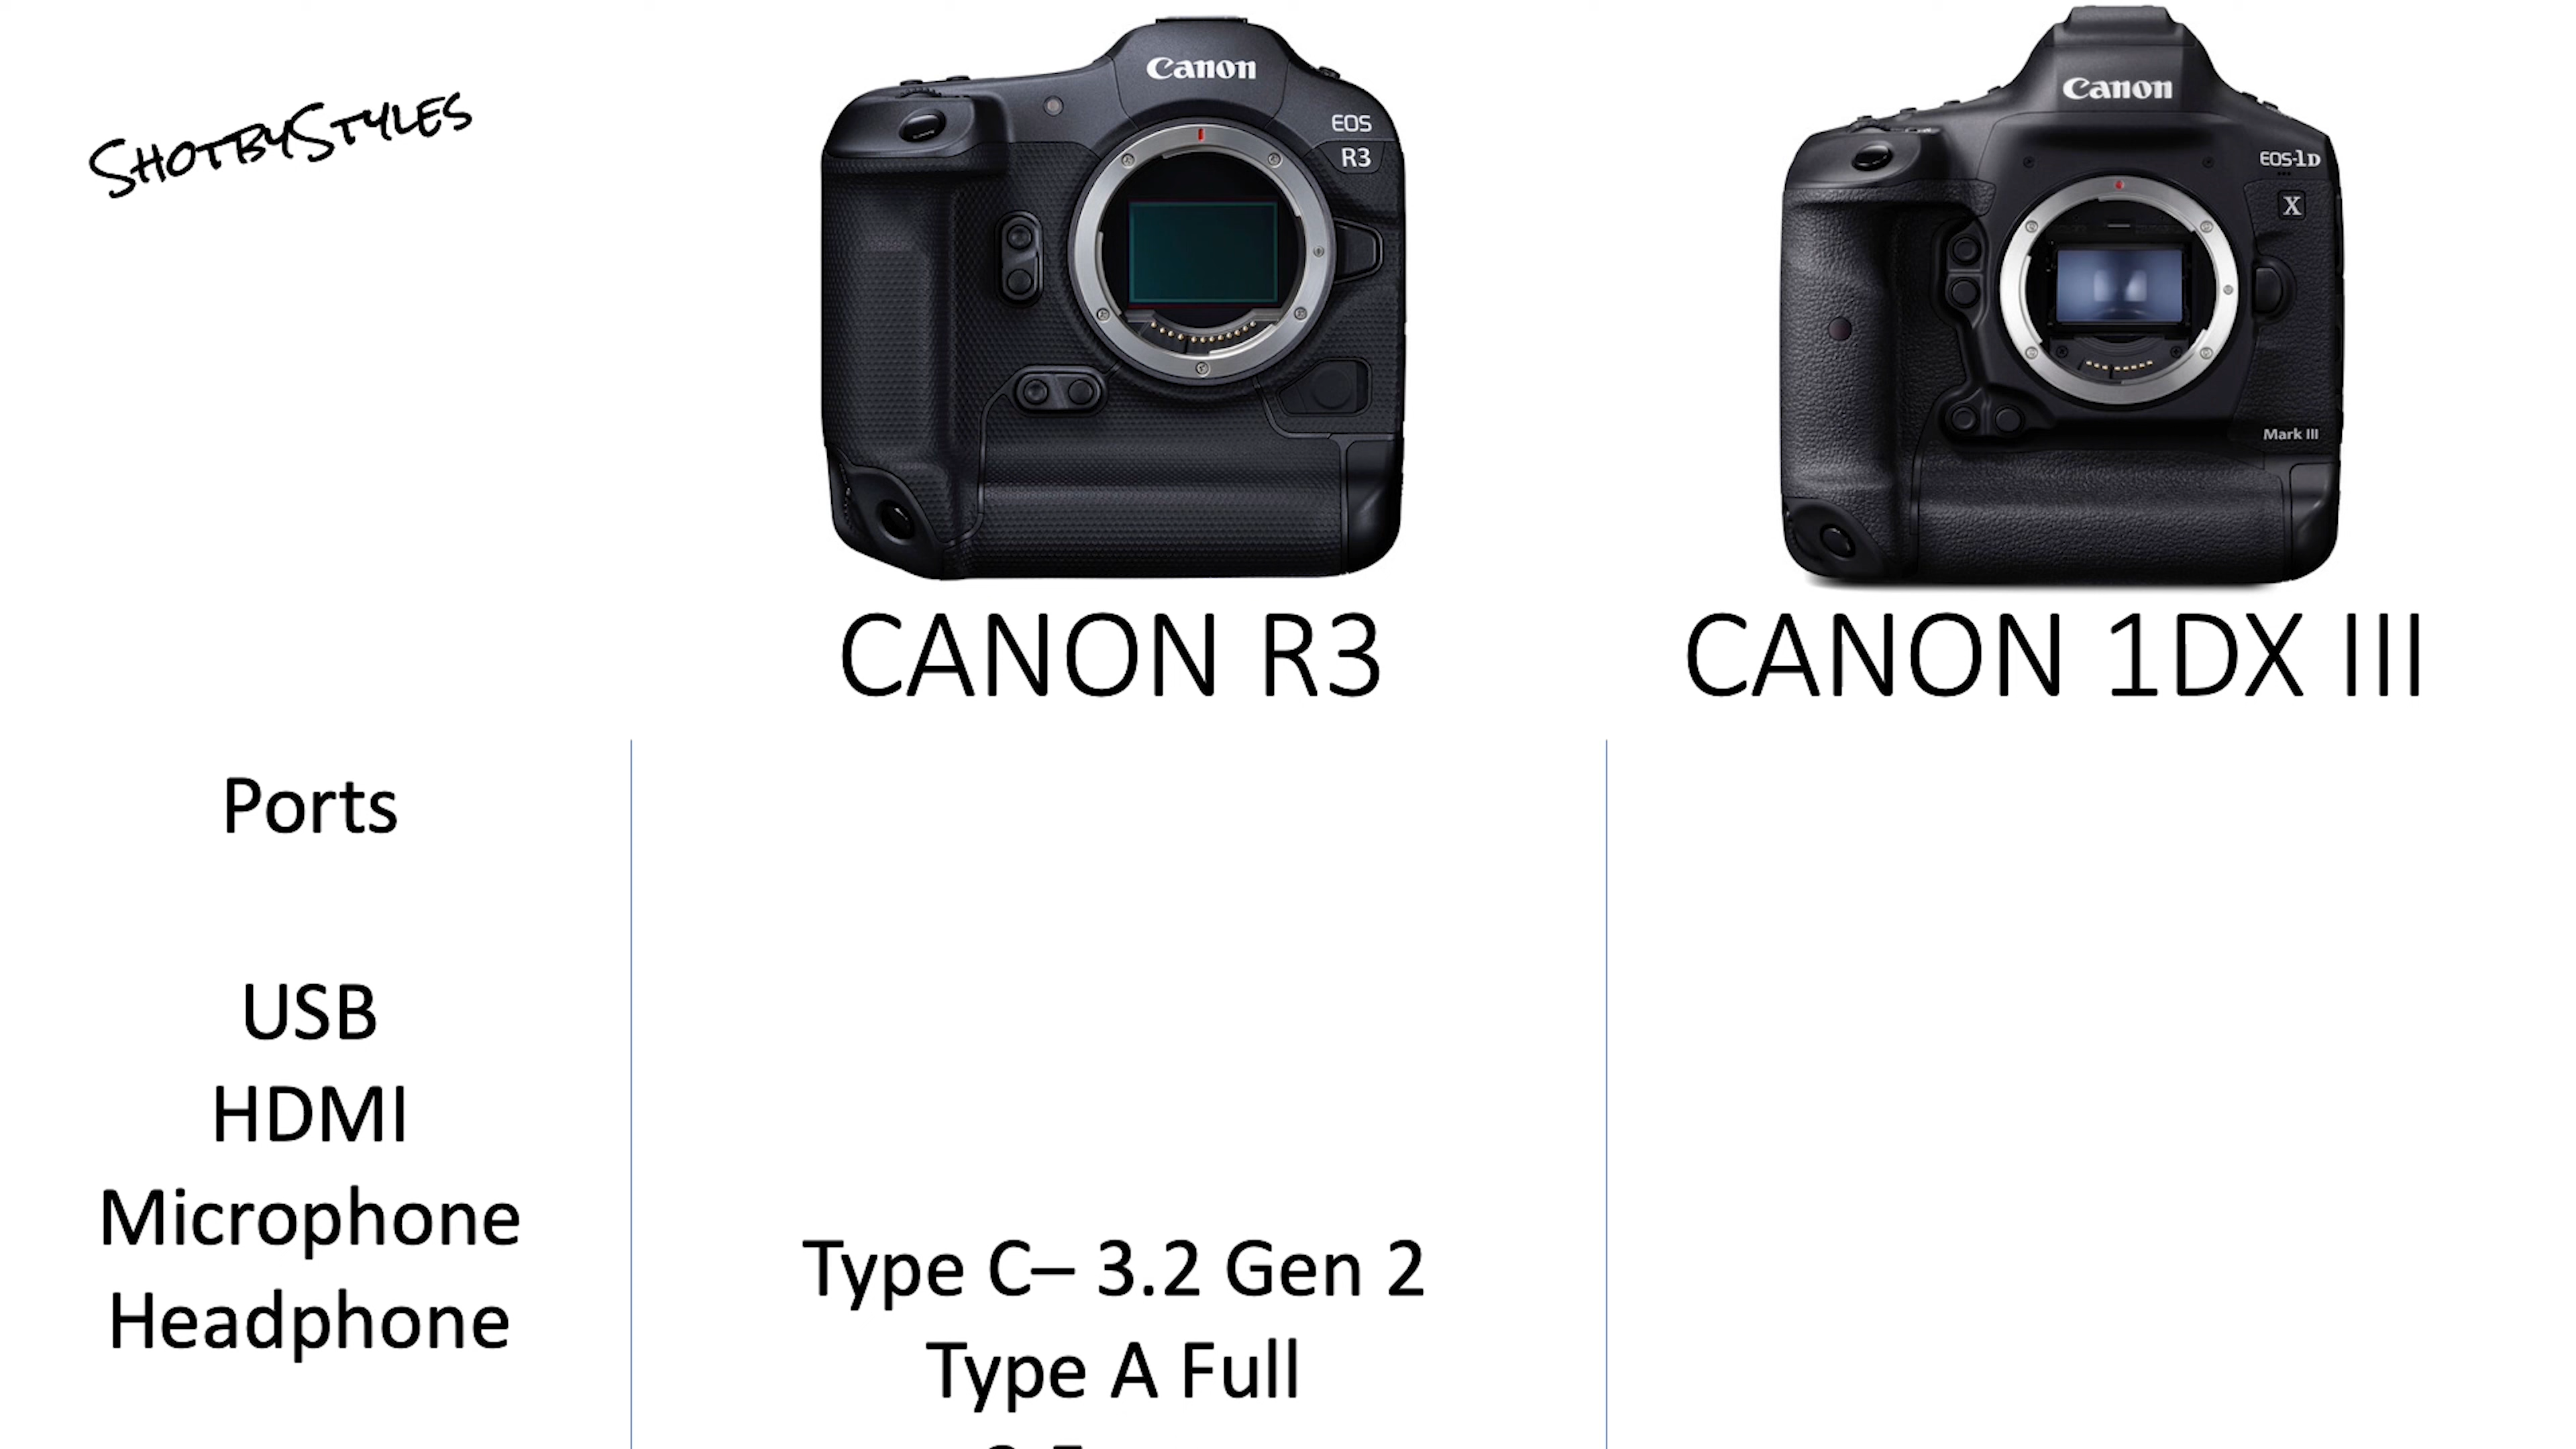 ShotbyStyles
Canon
EOS
R3
Canon
EOS-1D
X
Mark III
CANON R3
CANON 1DX III
Ports
USB
HDMI
Microphone
Headphone
Type C– 3.2 Gen 2
Type A Full